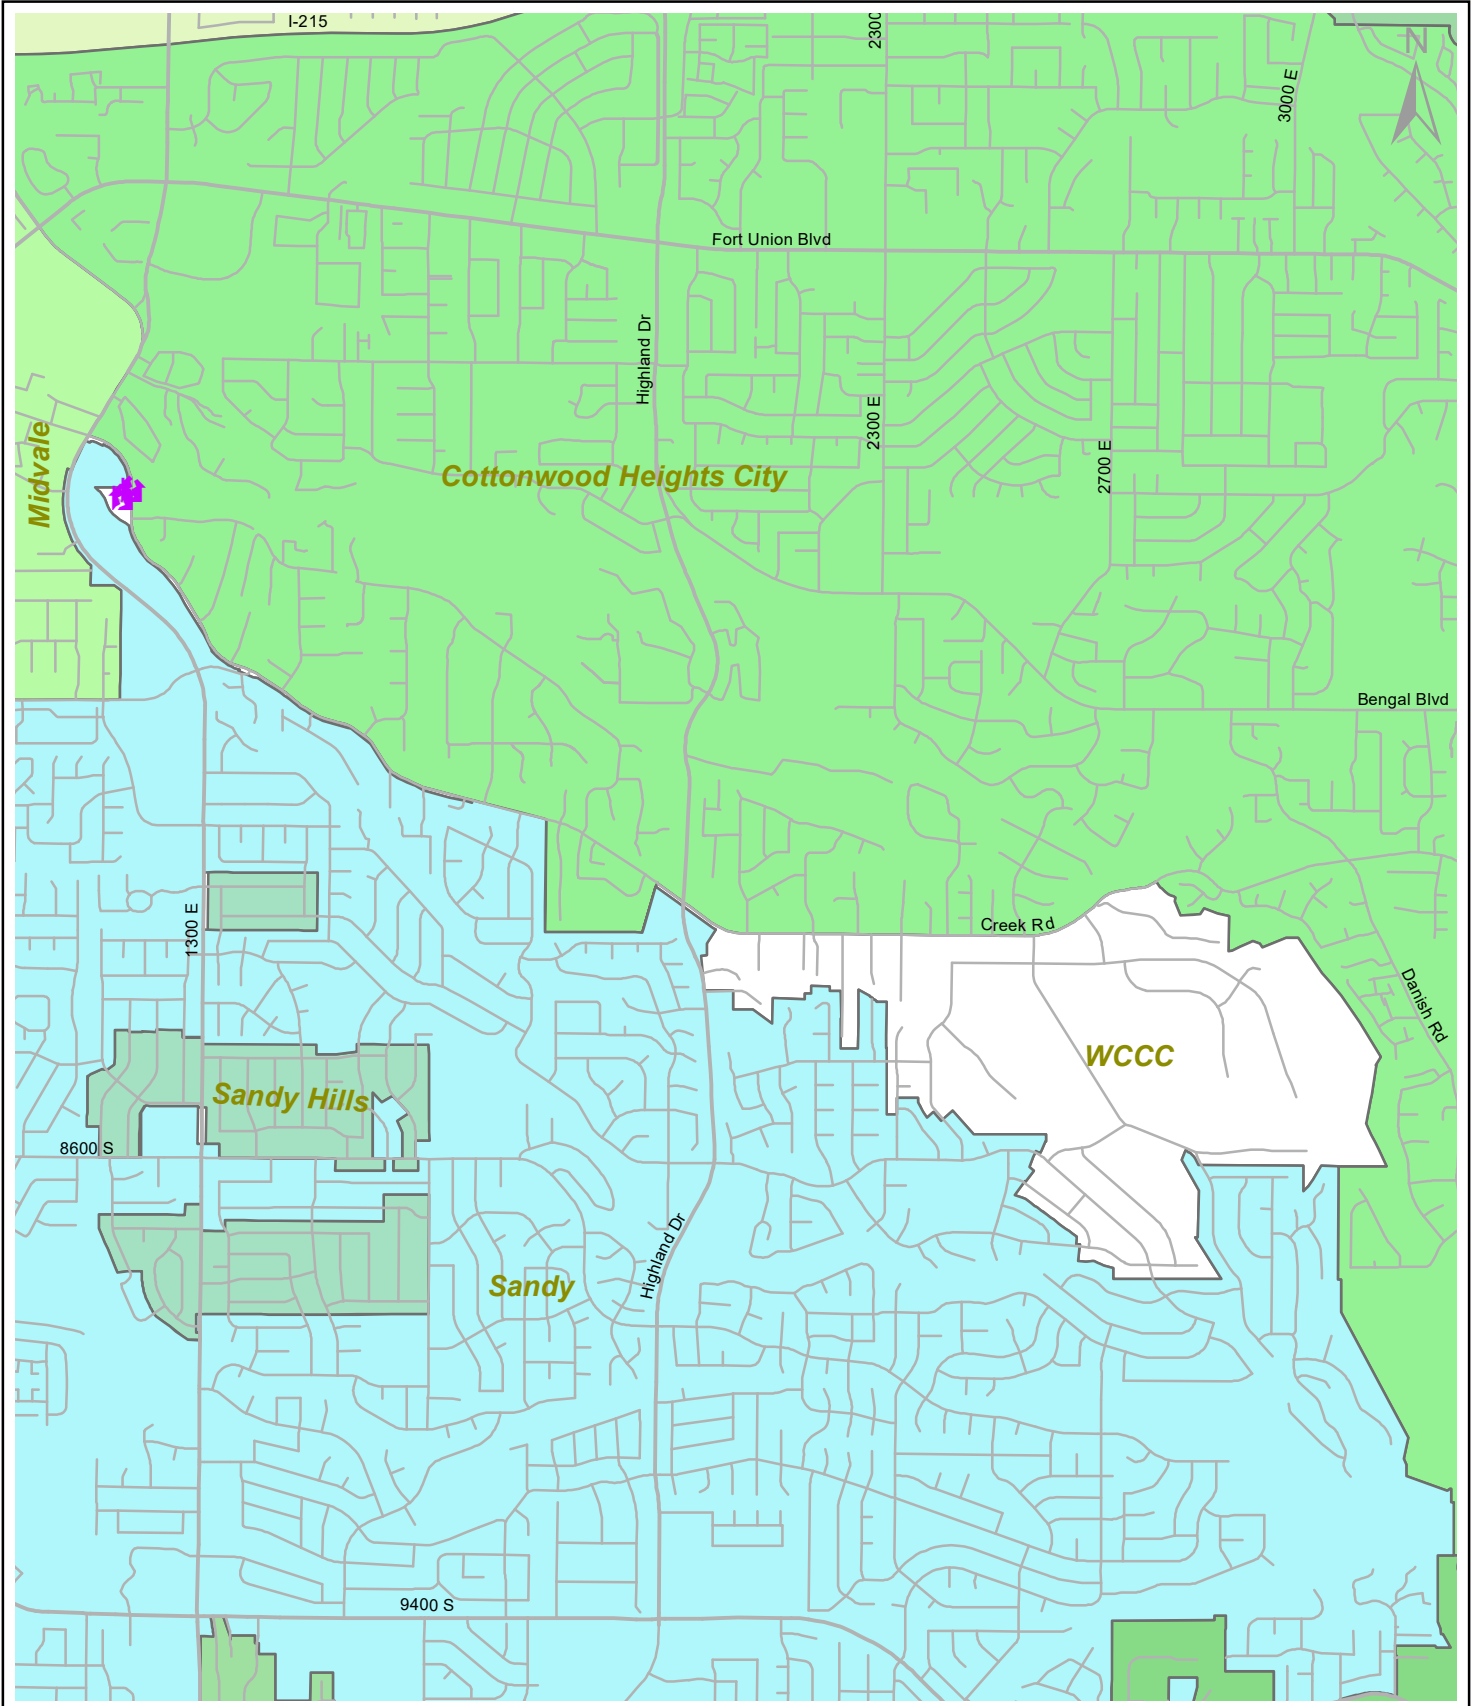 I-215
2300
3000 E
N
Fort Union Blvd
Highland Dr
2300 E
2700 E
Midvale
Cottonwood Heights City
Bengal Blvd
1300 E
Creek Rd
Danish Rd
WCCC
Sandy Hills
8600 S
Highland Dr
Sandy
9400 S